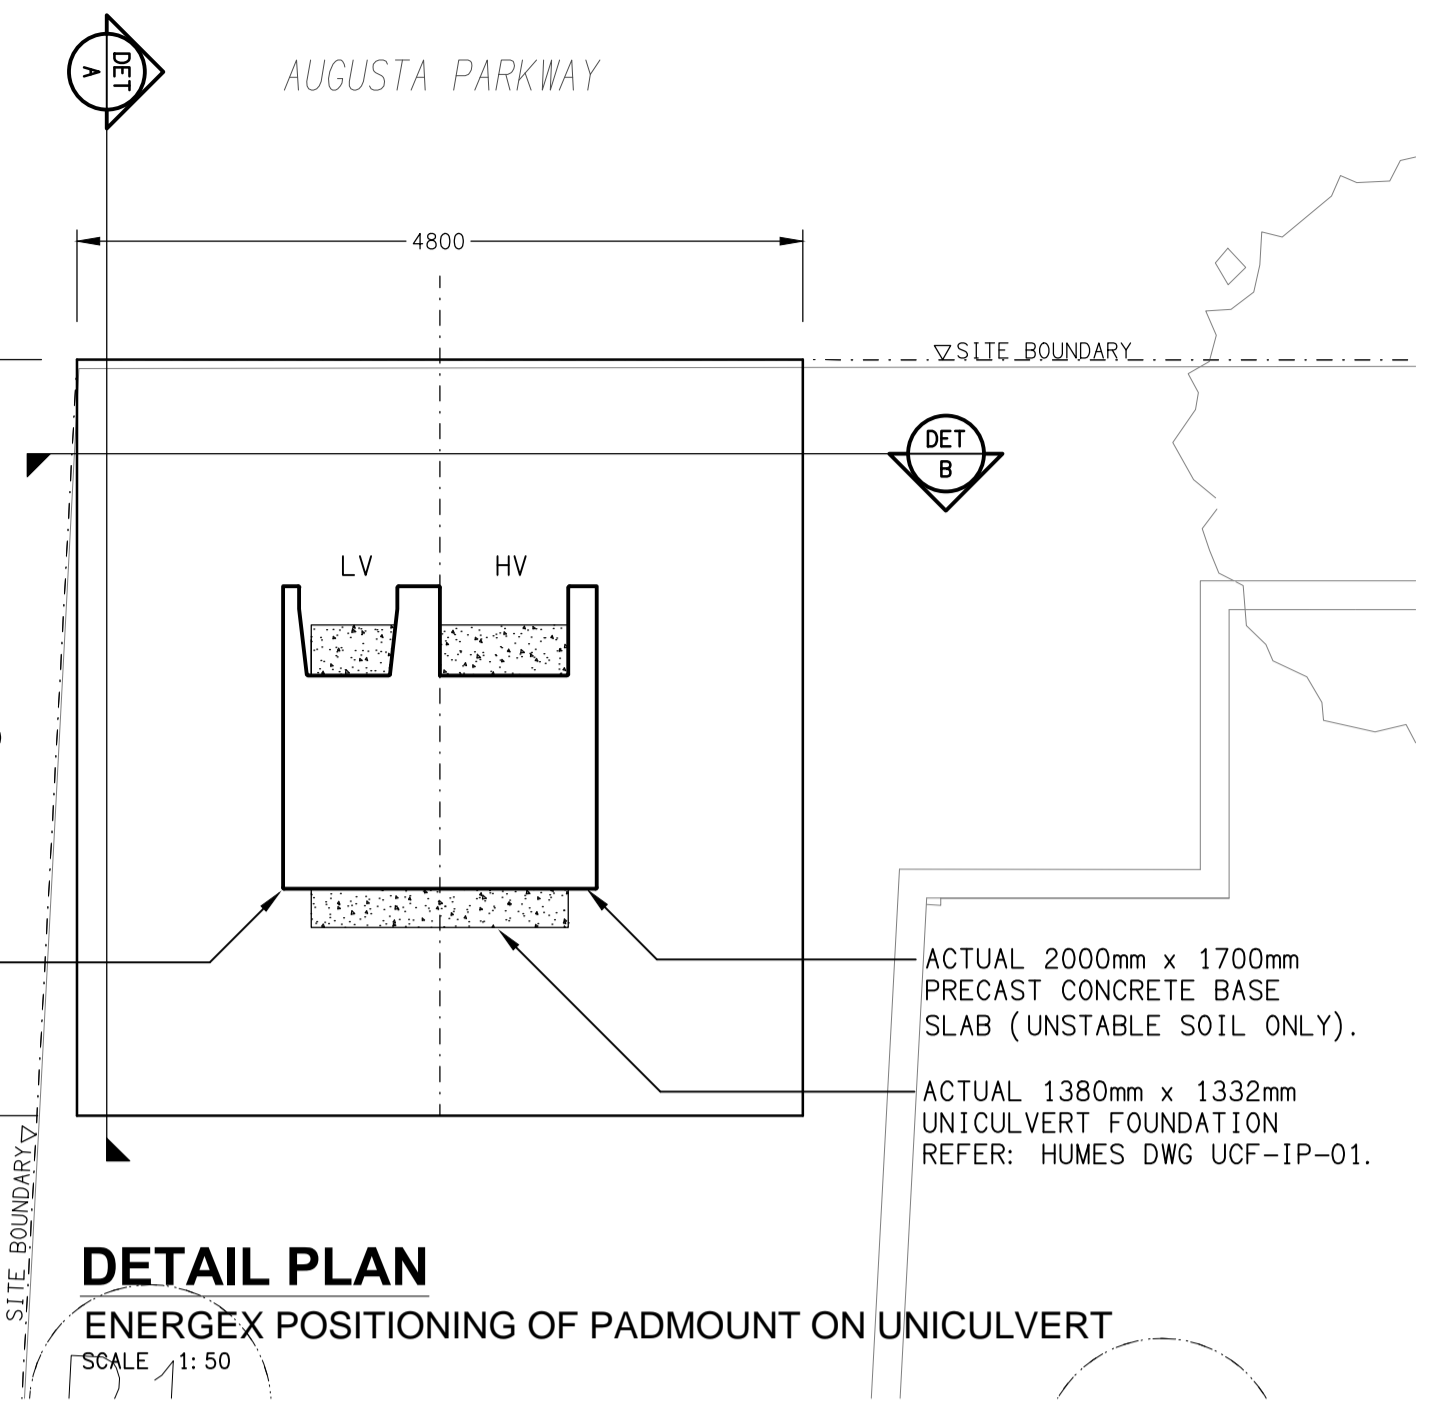 DET
A
AUGUSTA PARKWAY
4800
SITE BOUNDARY
DET
B
LV
HV
ACTUAL 2000mm x 1700mm
PRECAST CONCRETE BASE
SLAB (UNSTABLE SOIL ONLY).
ACTUAL 1380mm x 1332mm
UNICULVERT FOUNDATION
REFER: HUMES DWG UCF-IP-01.
SITE BOUNDARY
DETAIL PLAN
ENERGEX POSITIONING OF PADMOUNT ON UNICULVERT
SCALE 1:50